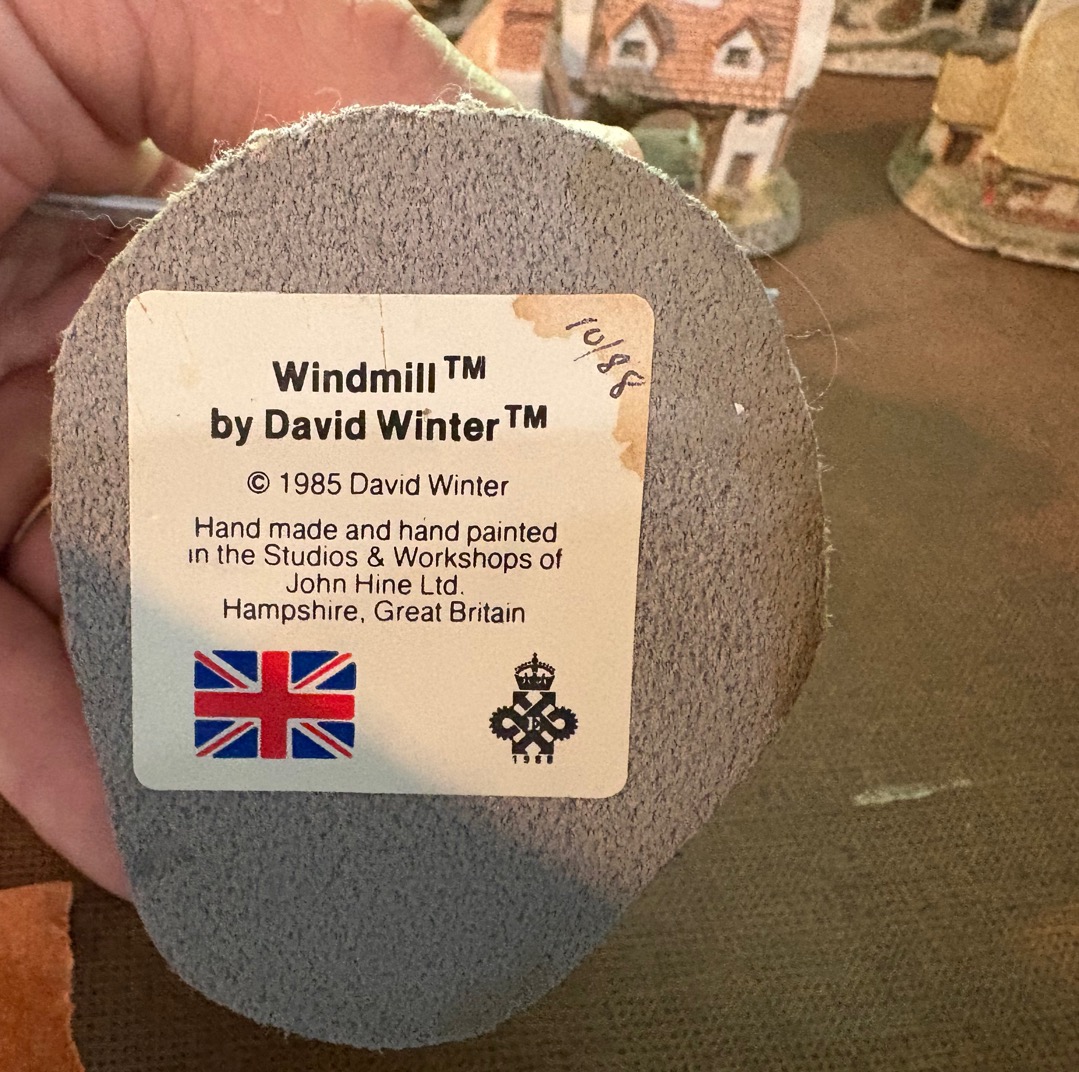 10/88
Windmill™
by David Winter™
© 1985 David Winter
Hand made and hand painted
in the Studios & Workshops of
John Hine Ltd.
Hampshire, Great Britain
E
1988